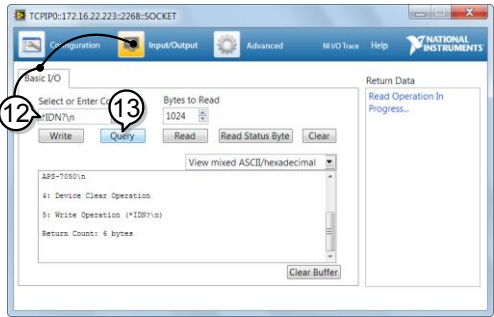 TCPIP0::172.16.22.223::2268::SOCKET
Configuration Input/Output Advanced NI I/O Trace Help NATIONAL INSTRUMENTS
Basic I/O
Return Data
Select or Enter Co
Bytes to Read
Read Operation In
Progress...
12
13
*IDN?\n
1024
Write Query Read Read Status Byte Clear
View mixed ASCII/hexadecimal
APS-7050\n
4: Device Clear Operation
5: Write Operation (*IDN?\n)
Return Count: 6 bytes
Clear Buffer